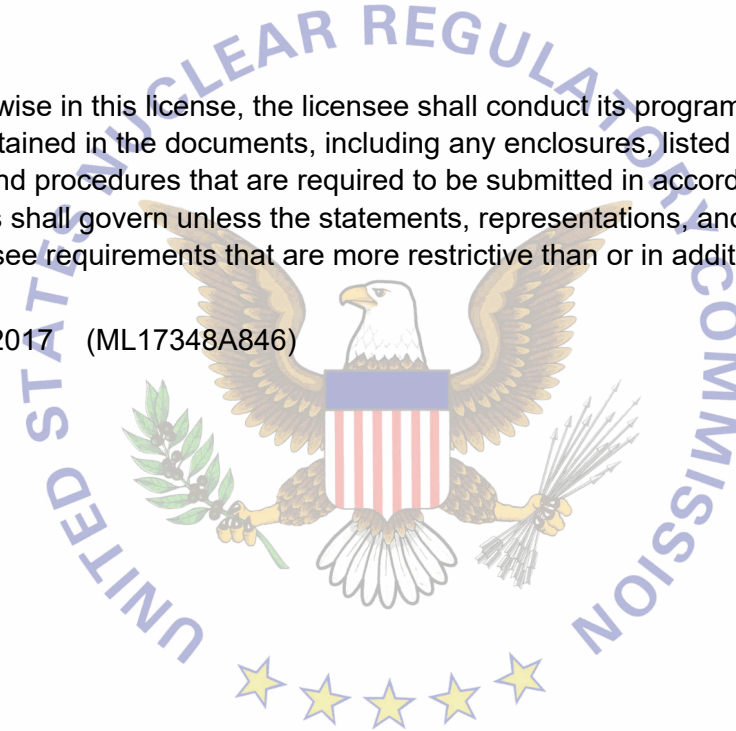 UNITED STATES NUCLEAR REGULATORY COMMISSION
wise in this license, the licensee shall conduct its program
tained in the documents, including any enclosures, listed
nd procedures that are required to be submitted in accord
s shall govern unless the statements, representations, and
see requirements that are more restrictive than or in addit
2017 (ML17348A846)